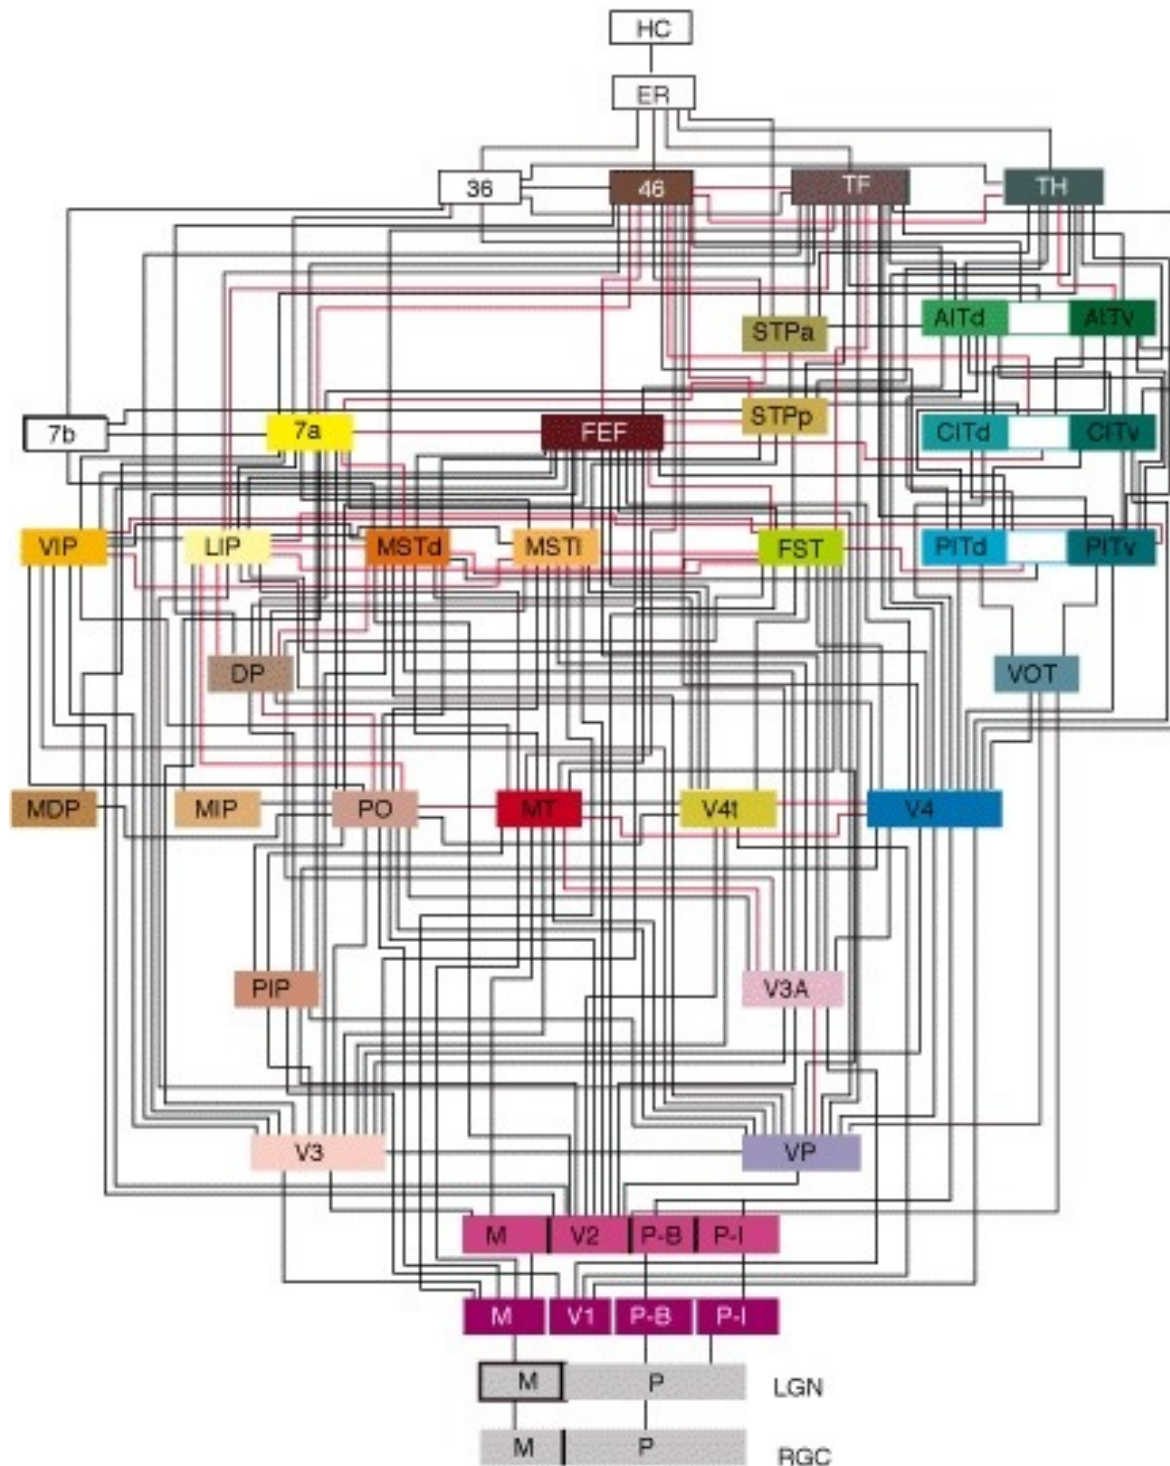 HC
ER
36 46 TF TH
AITd AITv
STPa
STPp
7b 7a FEF CITd CITv
VIP LIP MSTd MSTl FST PITd PITv
DP VOT
MDP MIP PO MT V4t V4
PIP V3A
V3 VP
M V2 P-B P-I
M V1 P-B P-I
M P LGN
M P RGC